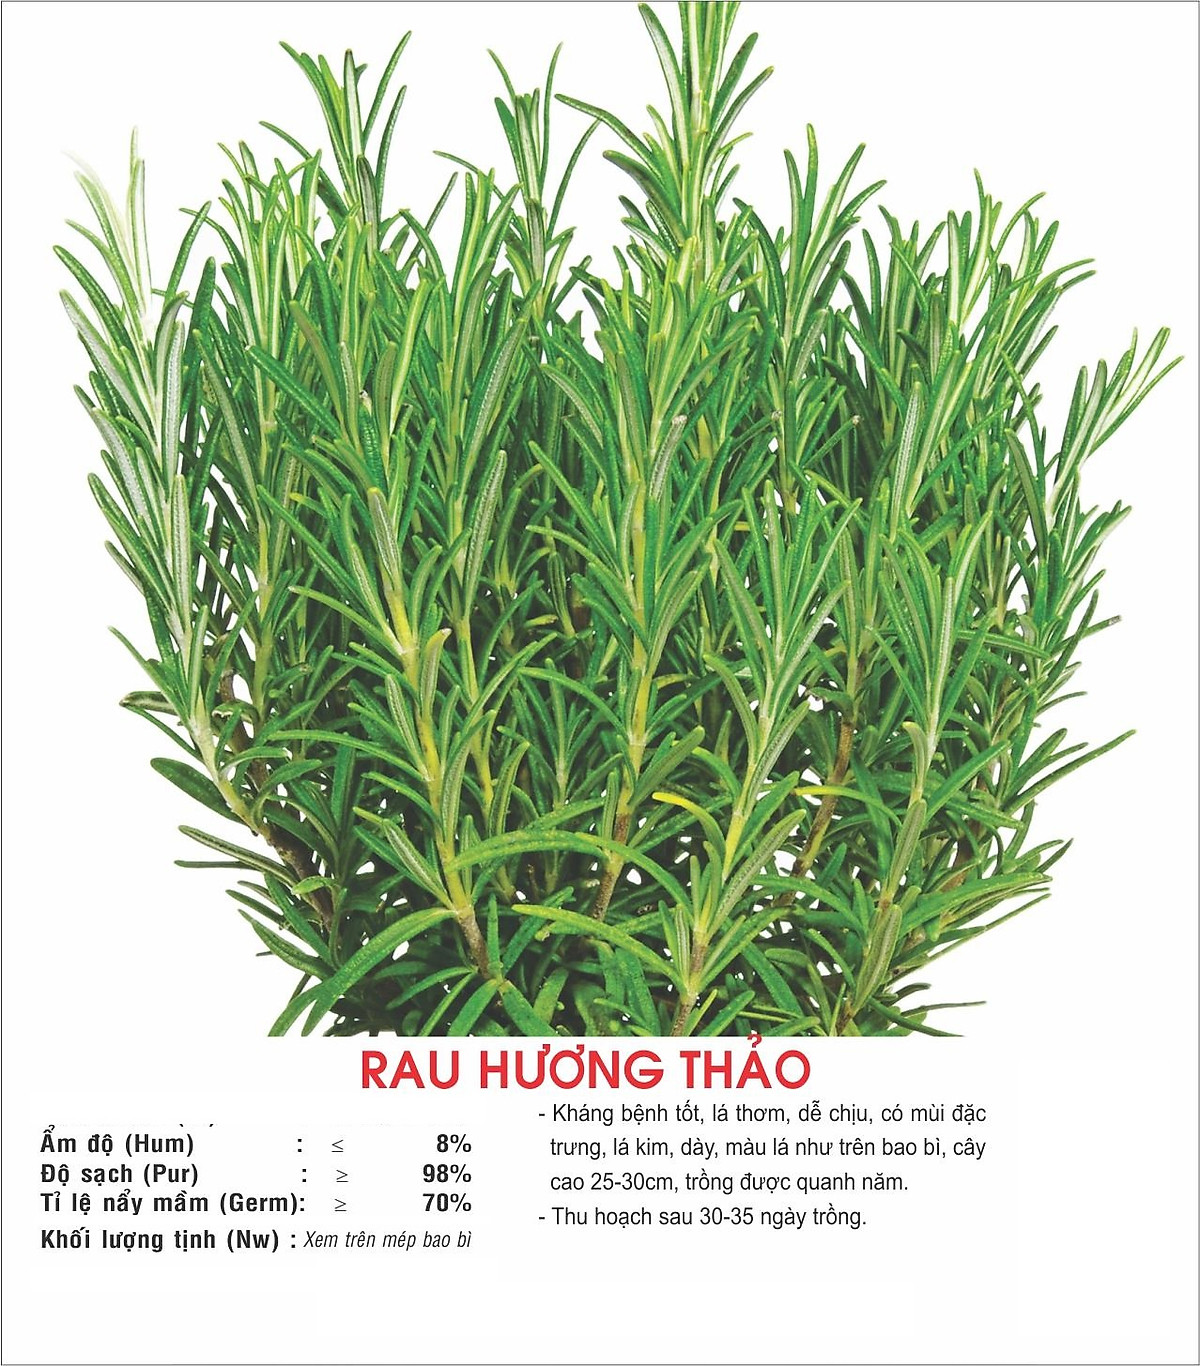 RAU HƯƠNG THẢO
Ẩm độ (Hum) : ≤ 8%
Độ sạch (Pur) : ≥ 98%
Tỉ lệ nẩy mầm (Germ): ≥ 70%
Khối lượng tịnh (Nw) : Xem trên mép bao bì
- Kháng bệnh tốt, lá thơm, dễ chịu, có mùi đặc
trưng, lá kim, dày, màu lá như trên bao bì, cây
cao 25-30cm, trồng được quanh năm.
- Thu hoạch sau 30-35 ngày trồng.